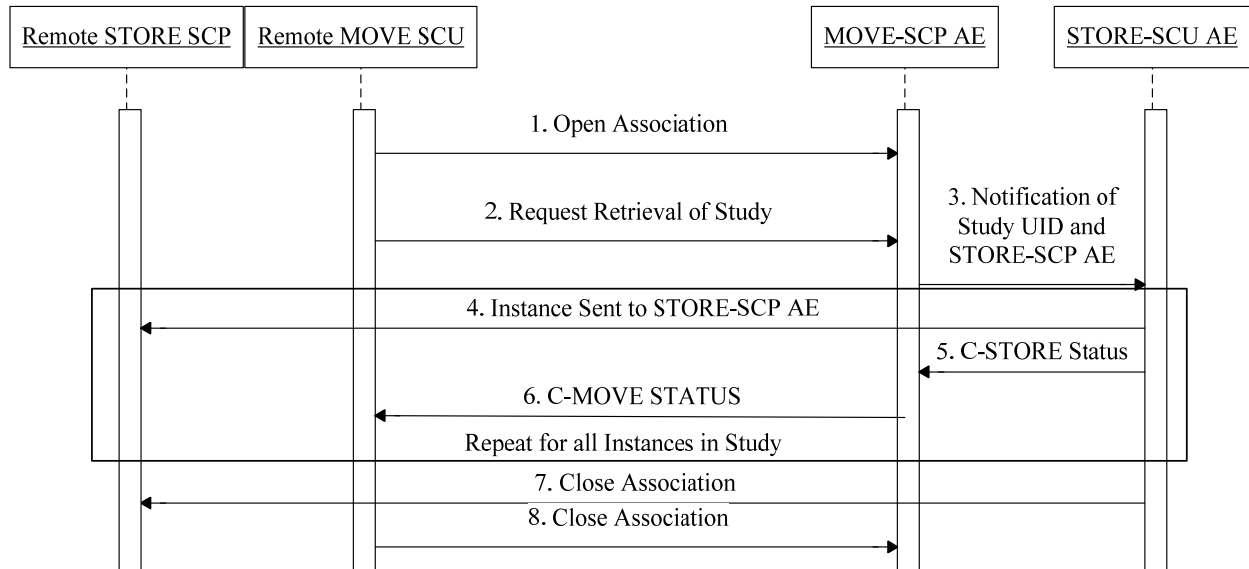 Remote STORE SCP
Remote MOVE SCU
MOVE-SCP AE
STORE-SCU AE
1. Open Association
2. Request Retrieval of Study
3. Notification of
Study UID and
STORE-SCP AE
4. Instance Sent to STORE-SCP AE
5. C-STORE Status
6. C-MOVE STATUS
Repeat for all Instances in Study
7. Close Association
8. Close Association